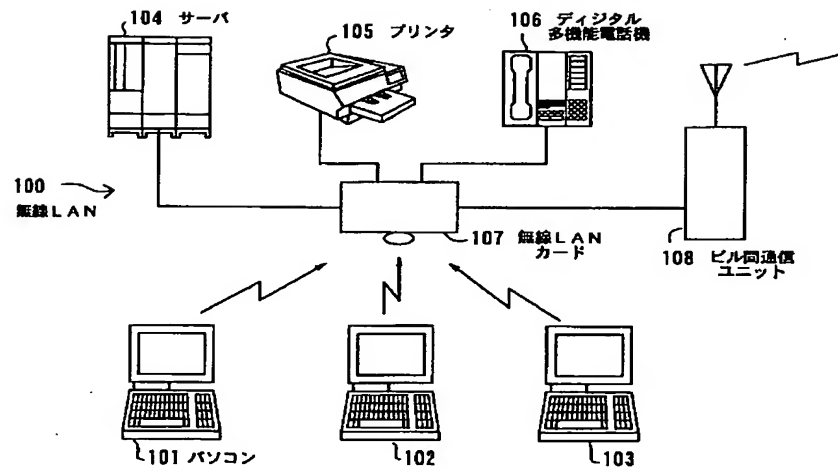 104 サーバ
105 プリンタ
106 ディジタル
多機能電話機
100
無線LAN
107 無線LAN
カード
108 ビル間通信
ユニット
101 パソコン
102
103